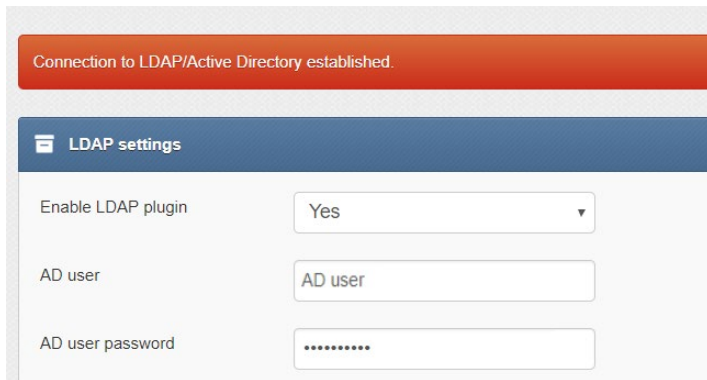 Connection to LDAP/Active Directory established.
LDAP settings
Enable LDAP plugin Yes
AD user AD user
AD user password ••••••••••